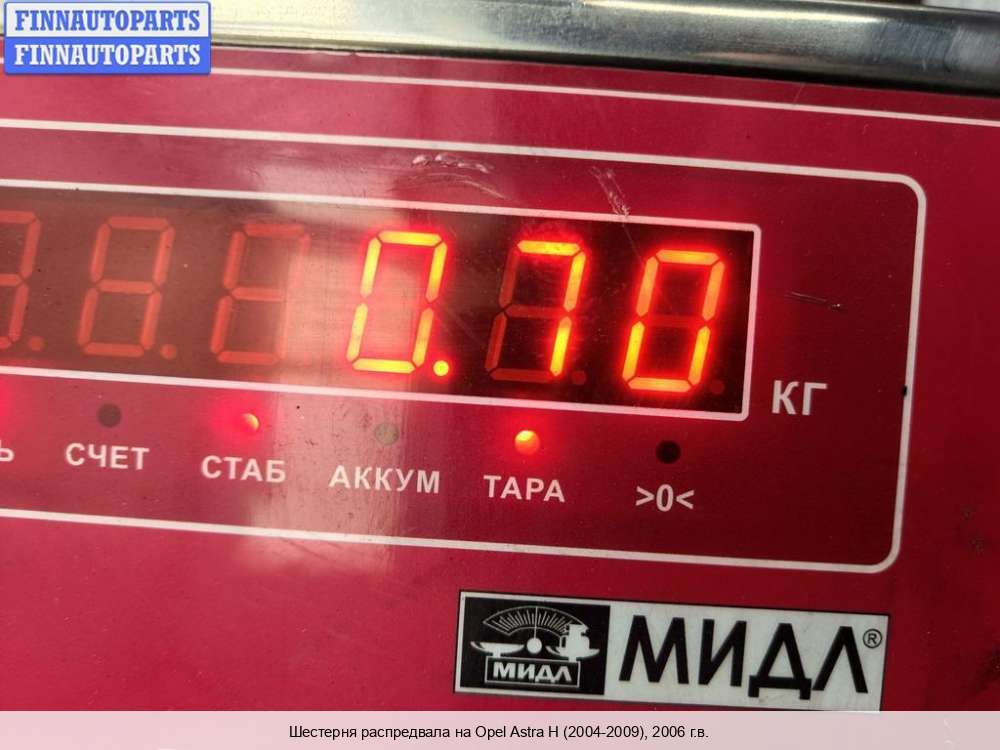 FINNAUTOPARTS
FINNAUTOPARTS
0.70
КГ
Ь СЧЕТ СТАБ АККУМ ТАРА >0<
МИДЛ МИДЛ®
Шестерня распредвала на Opel Astra H (2004-2009), 2006 г.в.